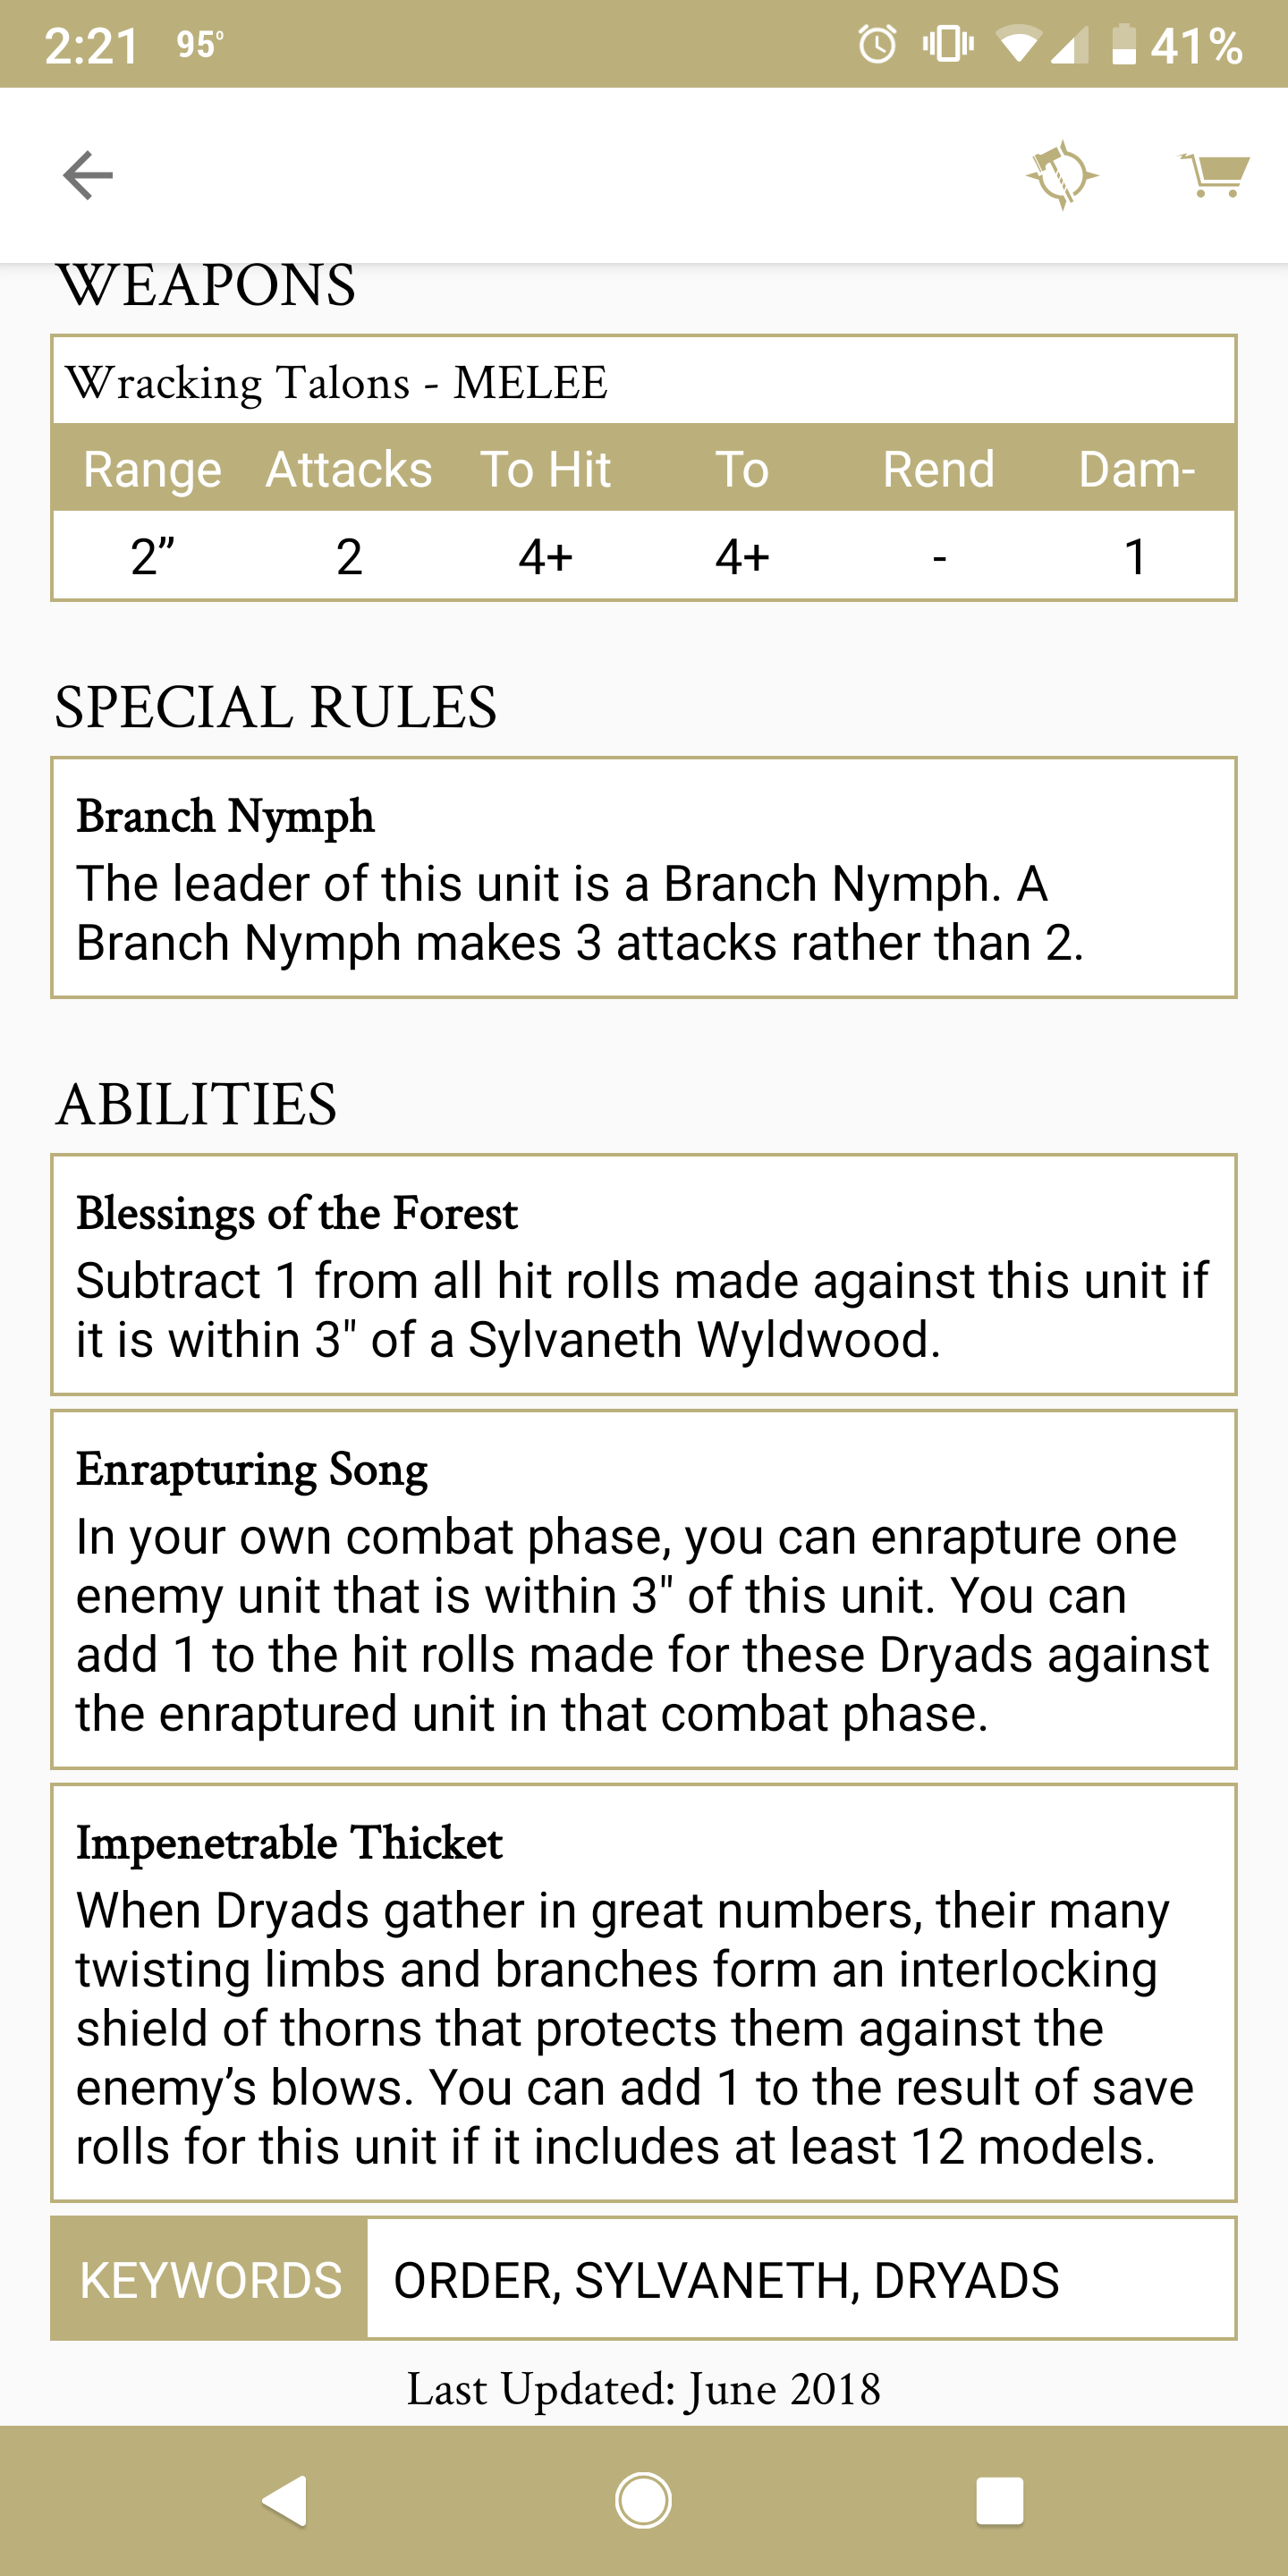 2:21 95° 41%
WEAPONS
Wracking Talons - MELEE
Range Attacks To Hit To Rend Dam-
2” 2 4+ 4+ - 1
SPECIAL RULES
Branch Nymph
The leader of this unit is a Branch Nymph. A
Branch Nymph makes 3 attacks rather than 2.
ABILITIES
Blessings of the Forest
Subtract 1 from all hit rolls made against this unit if
it is within 3" of a Sylvaneth Wyldwood.
Enrapturing Song
In your own combat phase, you can enrapture one
enemy unit that is within 3" of this unit. You can
add 1 to the hit rolls made for these Dryads against
the enraptured unit in that combat phase.
Impenetrable Thicket
When Dryads gather in great numbers, their many
twisting limbs and branches form an interlocking
shield of thorns that protects them against the
enemy’s blows. You can add 1 to the result of save
rolls for this unit if it includes at least 12 models.
KEYWORDS ORDER, SYLVANETH, DRYADS
Last Updated: June 2018